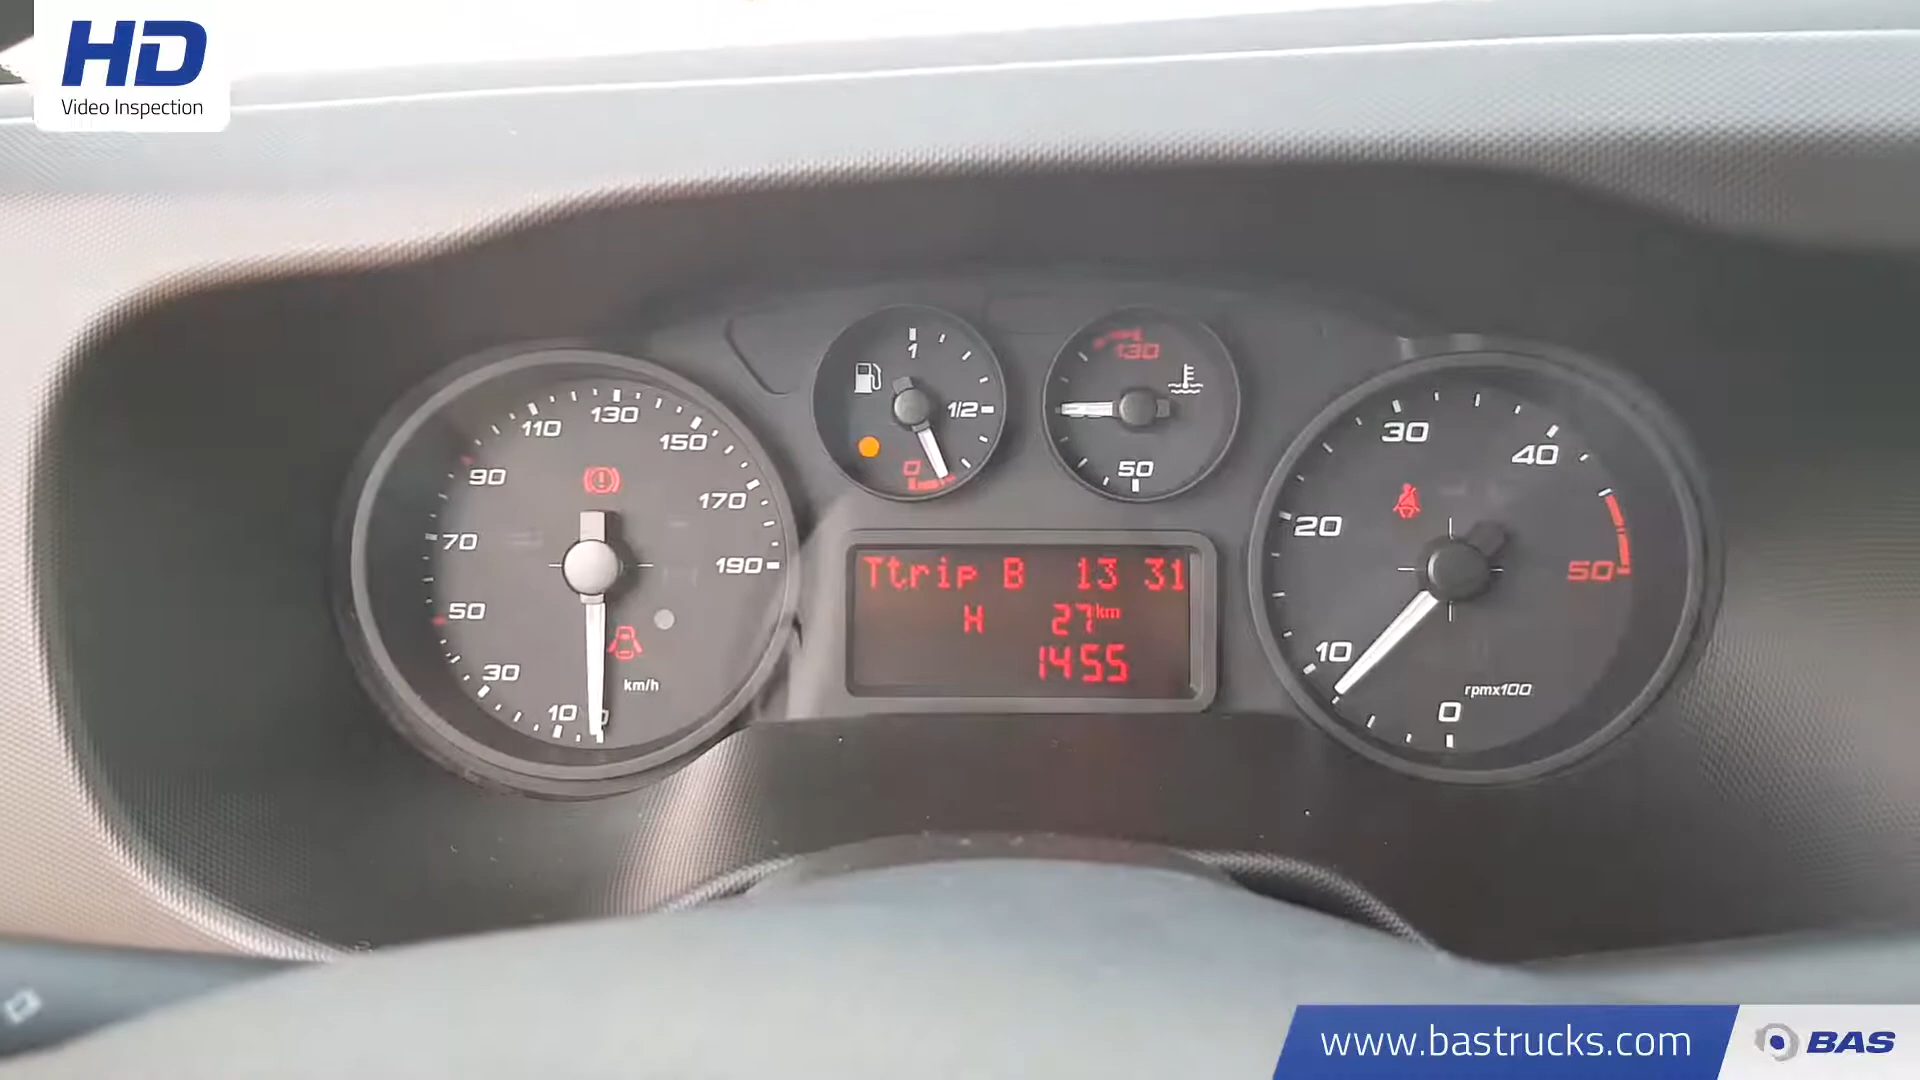 HD
Video Inspection
10
30
50
70
90
110
130
150
170
190
km/h
1
1/2
0
130
50
Ttrip B 13 31
H 27km
1455
0
10
20
30
40
50
rpmx100
www.bastrucks.com
BAS